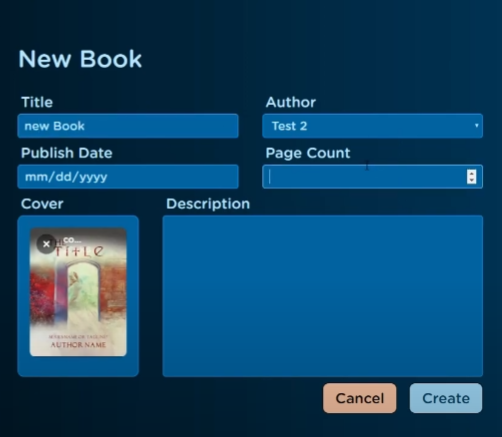 New Book
Title
Author
new Book
Test 2
Publish Date
Page Count
mm/dd/yyyy
Cover
Description
co...
TITLE
AUTHOR NAME
Cancel
Create